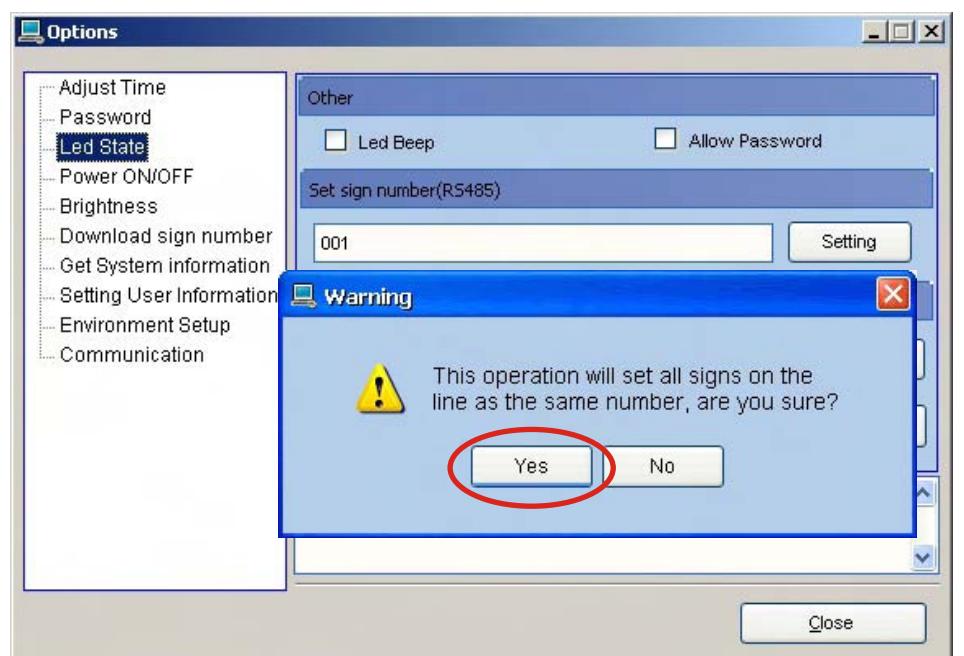 Options
Adjust Time
Password
Led State
Power ON/OFF
Brightness
Download sign number
Get System information
Setting User Information
Environment Setup
Communication
Other
Led Beep
Allow Password
Set sign number(RS485)
001
Setting
Warning
This operation will set all signs on the
line as the same number, are you sure?
Yes
No
Close